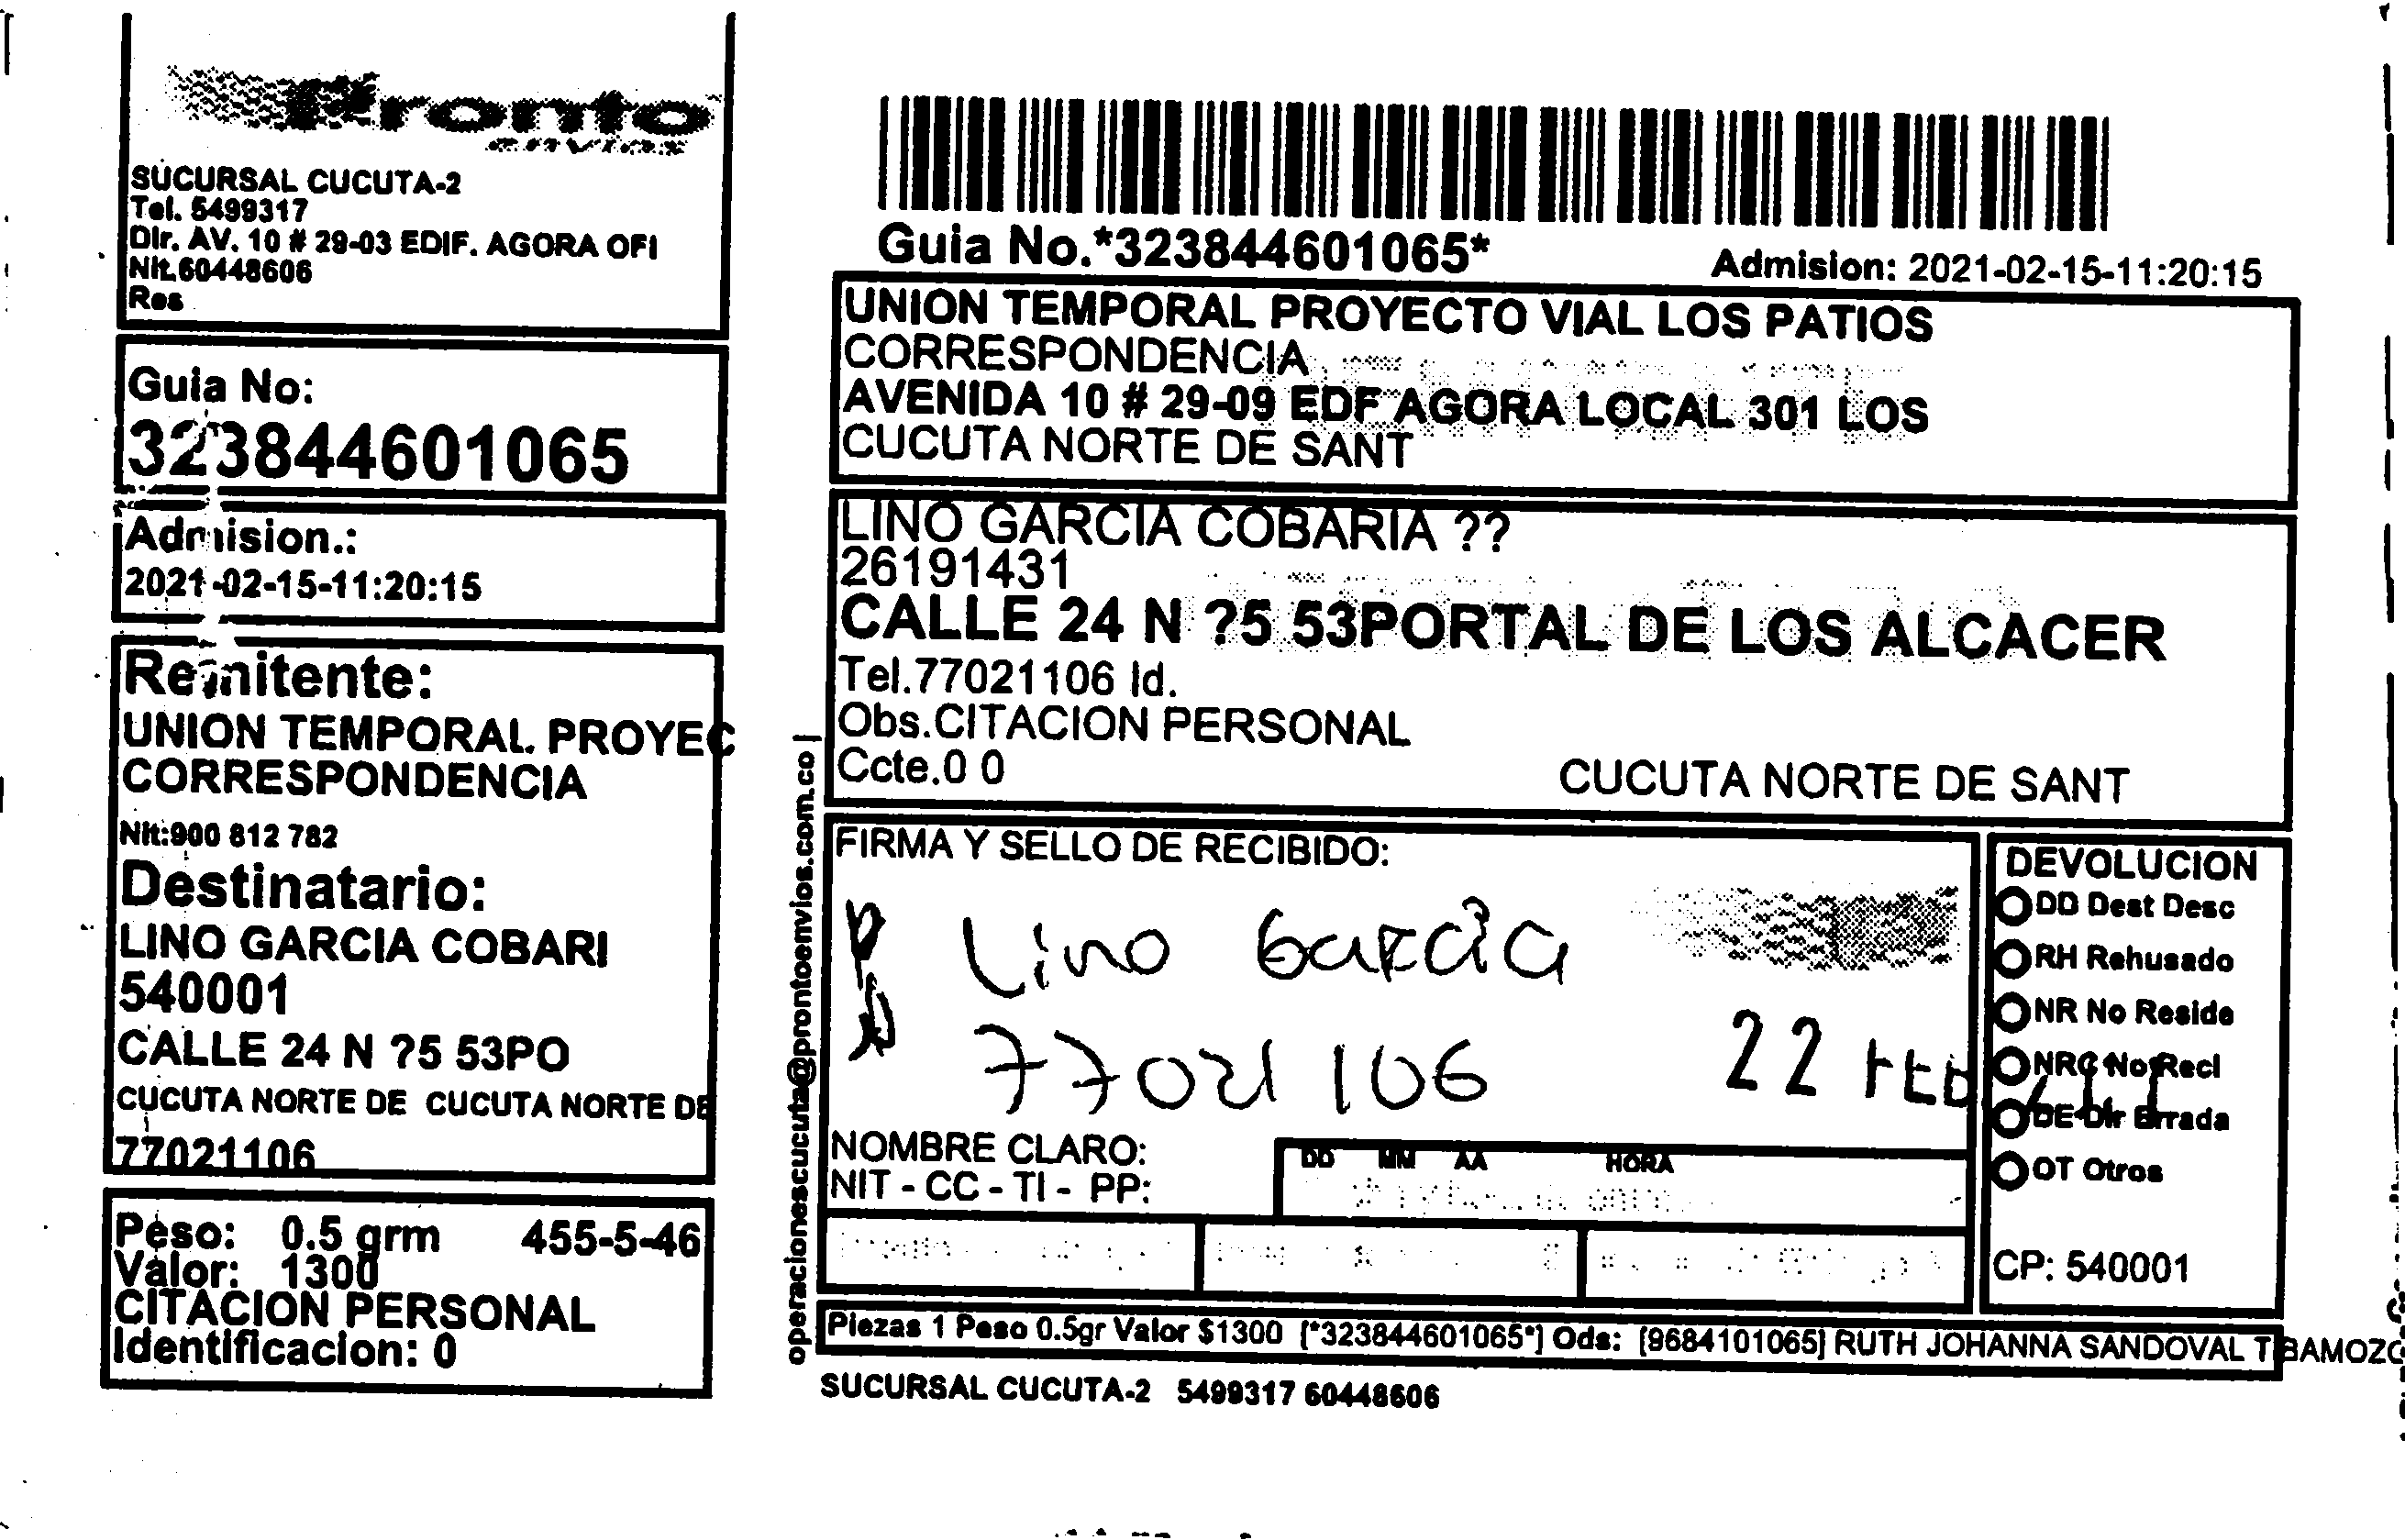 Pronto
envios
SUCURSAL CUCUTA-2
Tel. 5499317
Dir. AV. 10 # 29-03 EDIF. AGORA OFI
Nit.60448606
Res
Guia No:
323844601065
Admision.:
2021-02-15-11:20:15
Remitente:
UNION TEMPORAL PROYEC
CORRESPONDENCIA
Nit:900 812 782
Destinatario:
LINO GARCIA COBARI
540001
CALLE 24 N ?5 53PO
CUCUTA NORTE DE CUCUTA NORTE DE
77021106
Peso: 0.5 grm 455-5-46
Valor: 1300
CITACION PERSONAL
Identificacion: 0
operacionescucuta@prontoenvios.com.co |
Guia No.*323844601065*
Admision: 2021-02-15-11:20:15
UNION TEMPORAL PROYECTO VIAL LOS PATIOS
CORRESPONDENCIA
AVENIDA 10 # 29-09 EDF AGORA LOCAL 301 LOS
CUCUTA NORTE DE SANT
LINO GARCIA COBARIA ??
26191431
CALLE 24 N ?5 53PORTAL DE LOS ALCACER
Tel.77021106 Id.
Obs.CITACION PERSONAL
Ccte.0 0
CUCUTA NORTE DE SANT
FIRMA Y SELLO DE RECIBIDO:
Lino Garcia
77021106
22 FEB
NOMBRE CLARO:
NIT - CC - TI - PP:
DD MM AA HORA
DEVOLUCION
DD Dest Desc
RH Rehusado
NR No Reside
NRC No Recl
DE Dir Errada
OT Otros
CP: 540001
Piezas 1 Peso 0.5gr Valor $1300 [*323844601065*] Ods: [9684101065] RUTH JOHANNA SANDOVAL TIBAMOZO
SUCURSAL CUCUTA-2 5499317 60448606